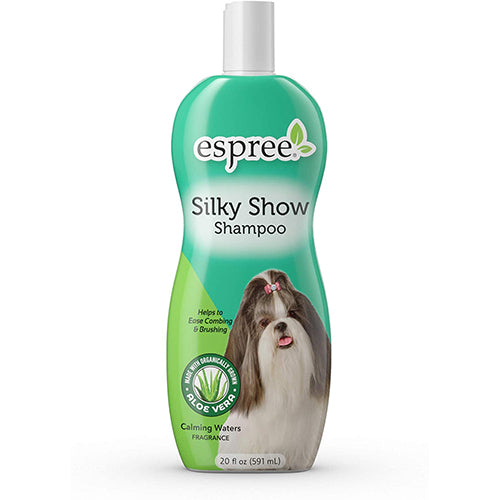 espree®
Silky Show
Shampoo
Helps to
Ease Combing
& Brushing
MADE WITH ORGANICALLY GROWN
ALOE VERA
Calming Waters
FRAGRANCE
20 fl oz (591 mL)